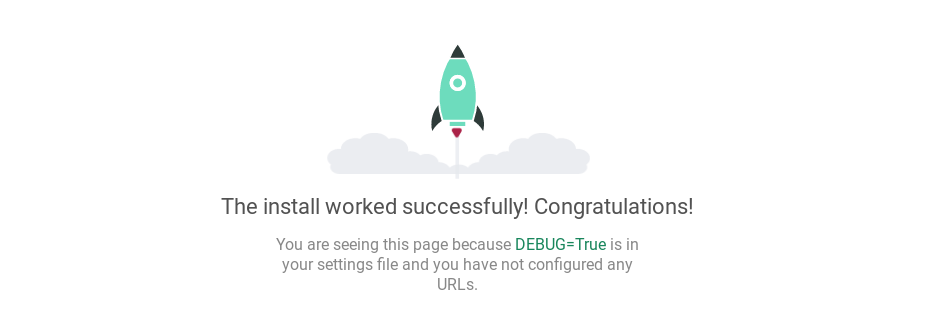 The install worked successfully! Congratulations!
You are seeing this page because DEBUG=True is in
your settings file and you have not configured any
URLs.